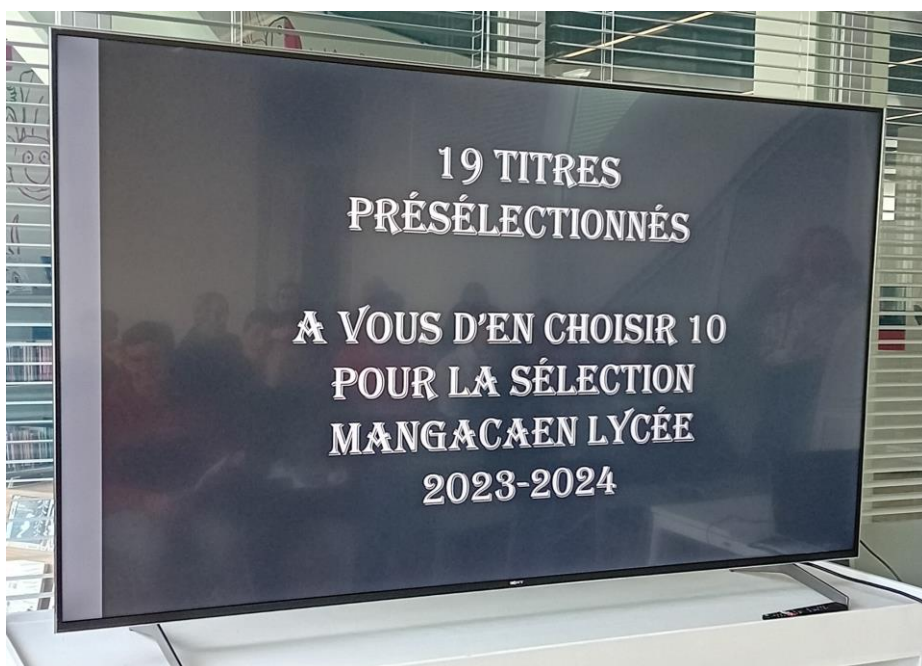 19 TITRES
PRÉSÉLECTIONNÉS
A VOUS D'EN CHOISIR 10
POUR LA SÉLECTION
MANGACAEN LYCÉE
2023-2024